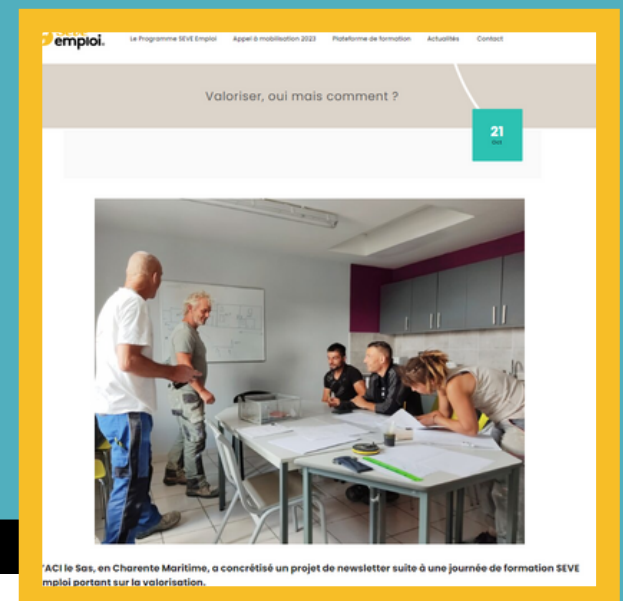 emploi.
Le Programme SEVE Emploi Appel à mobilisation 2023 Plateforme de formation Actualités Contact
Valoriser, oui mais comment ?
21
'ACI le Sas, en Charente Maritime, a concrétisé un projet de newsletter suite à une journée de formation SEVE
mploi portant sur la valorisation.